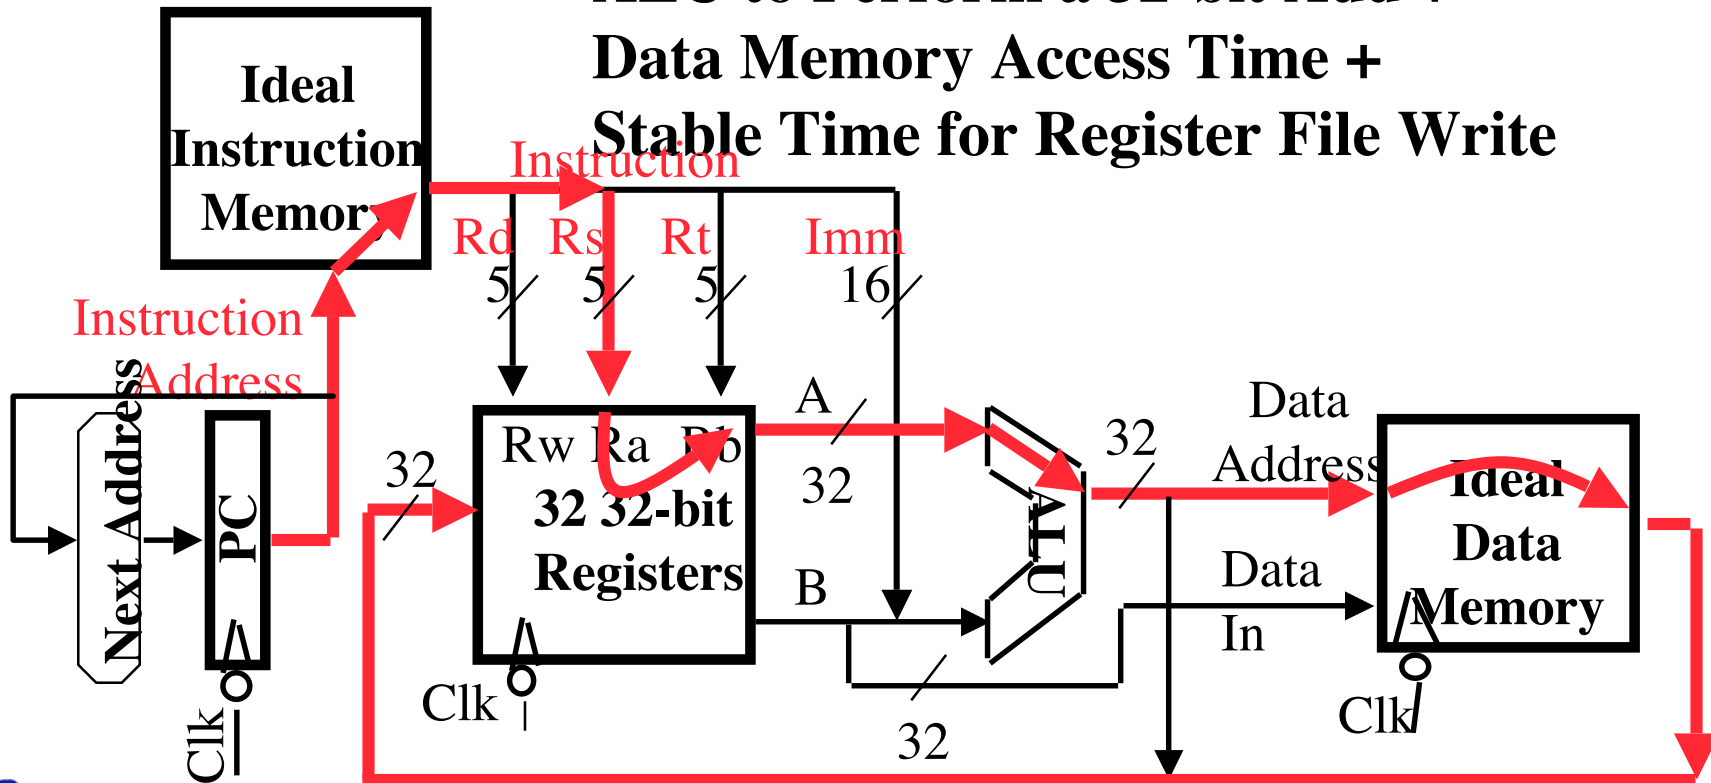 Data Memory Access Time +
Stable Time for Register File Write
Ideal
Instruction
Memory
Instruction
Rd Rs Rt Imm
5 5 5 16
Instruction
Address
Next Address
PC
Clk
32
Rw Ra Rb
32 32-bit
Registers
Clk
A
32
B
32
ALU
32
Data
Address
Data
In
Ideal
Data
Memory
Clk